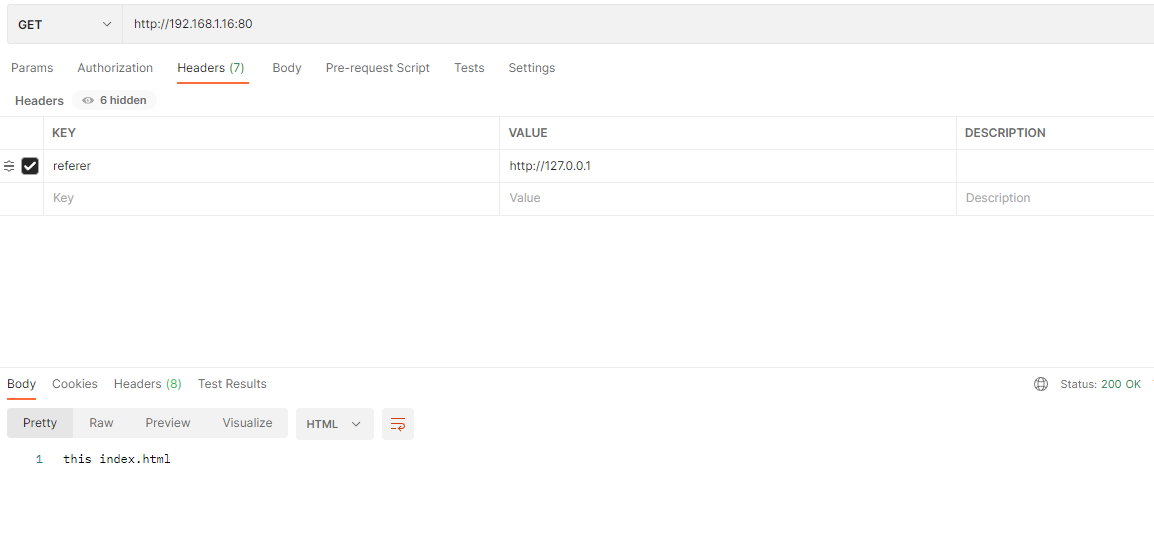 GET http://192.168.1.16:80
Params Authorization Headers (7) Body Pre-request Script Tests Settings
Headers 6 hidden
KEY VALUE DESCRIPTION
referer http://127.0.0.1
Key Value Description
Body Cookies Headers (8) Test Results Status: 200 OK
Pretty Raw Preview Visualize HTML
1 this index.html